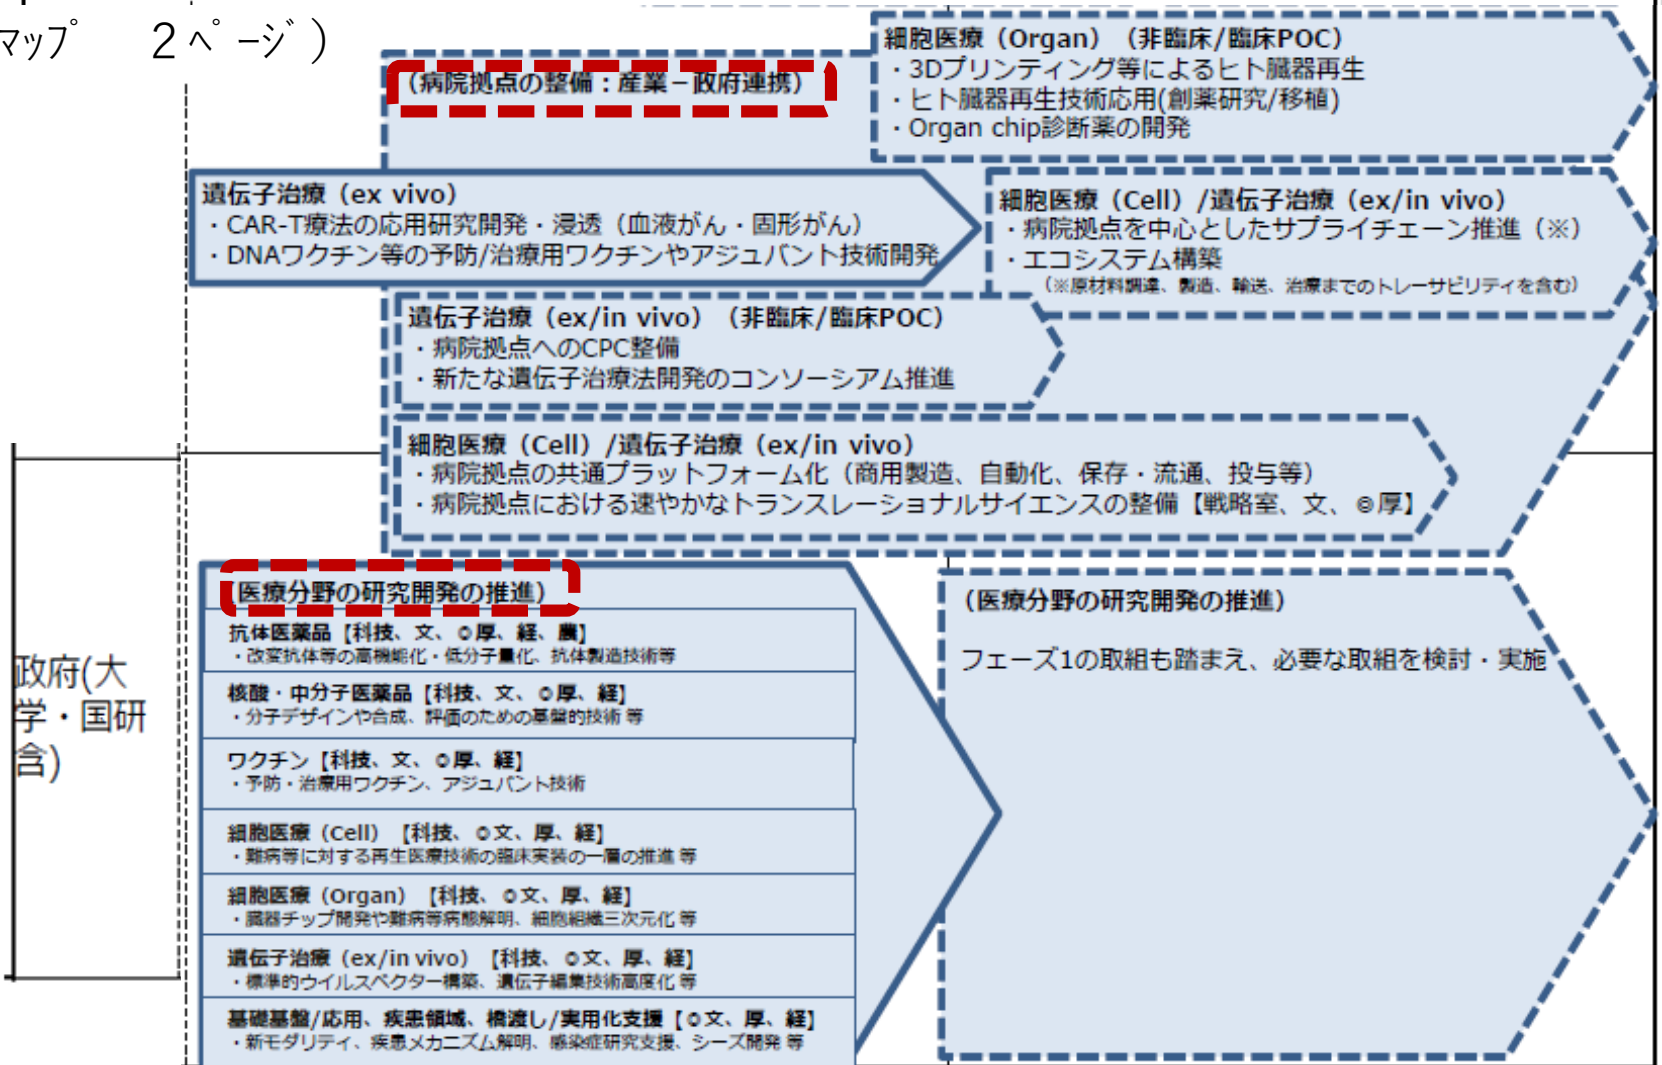 マップ　２ページ)
(病院拠点の整備：産業－政府連携)
細胞医療（Organ）（非臨床/臨床POC）
・3Dプリンティング等によるヒト臓器再生
・ヒト臓器再生技術応用(創薬研究/移植)
・Organ chip診断薬の開発
遺伝子治療（ex vivo）
・CAR-T療法の応用研究開発・浸透（血液がん・固形がん）
・DNAワクチン等の予防/治療用ワクチンやアジュバント技術開発
細胞医療（Cell）/遺伝子治療（ex/in vivo）
・病院拠点を中心としたサプライチェーン推進（※）
・エコシステム構築
（※原材料調達、製造、輸送、治療までのトレーサビリティを含む）
遺伝子治療（ex/in vivo）（非臨床/臨床POC）
・病院拠点へのCPC整備
・新たな遺伝子治療法開発のコンソーシアム推進
細胞医療（Cell）/遺伝子治療（ex/in vivo）
・病院拠点の共通プラットフォーム化（商用製造、自動化、保存・流通、投与等）
・病院拠点における速やかなトランスレーショナルサイエンスの整備【戦略室、文、◎厚】
政府(大
学・国研
含)
(医療分野の研究開発の推進)
抗体医薬品【科技、文、◎厚、経、農】
・改変抗体等の高機能化・低分子量化、抗体製造技術等
核酸・中分子医薬品【科技、文、◎厚、経】
・分子デザインや合成、評価のための基盤的技術 等
ワクチン【科技、文、◎厚、経】
・予防・治療用ワクチン、アジュバント技術
細胞医療（Cell）【科技、◎文、厚、経】
・難病等に対する再生医療技術の臨床実装の一層の推進 等
細胞医療（Organ）【科技、◎文、厚、経】
・臓器チップ開発や難病等病態解明、細胞組織三次元化 等
遺伝子治療（ex/in vivo）【科技、◎文、厚、経】
・標準的ウイルスベクター構築、遺伝子編集技術高度化 等
基礎基盤/応用、疾患領域、橋渡し/実用化支援【◎文、厚、経】
・新モダリティ、疾患メカニズム解明、感染症研究支援、シーズ開発 等
(医療分野の研究開発の推進)
フェーズ1の取組も踏まえ、必要な取組を検討・実施